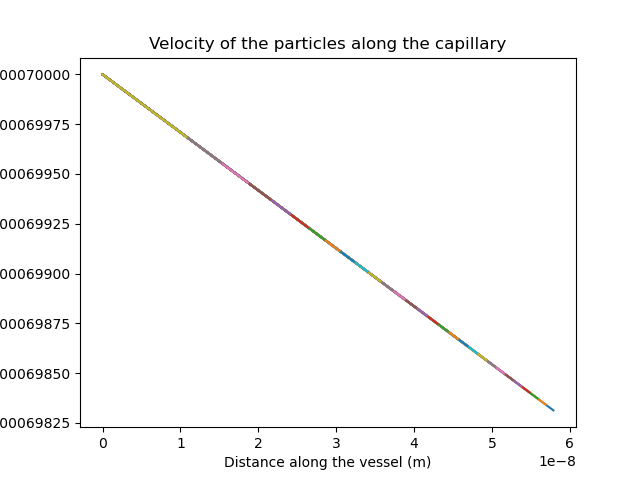 Velocity of the particles along the capillary
00070000
00069975
00069950
00069925
00069900
00069875
00069850
00069825
0 1 2 3 4 5 6
1e−8
Distance along the vessel (m)